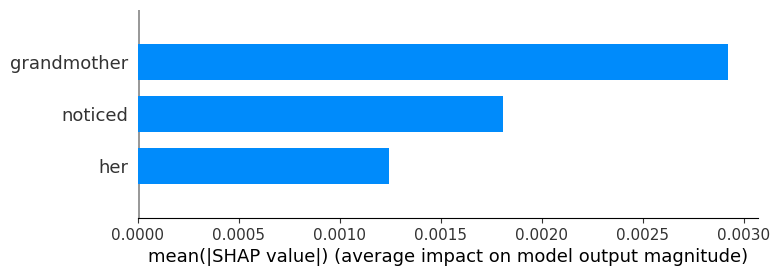 grandmother
noticed
her
0.0000 0.0005 0.0010 0.0015 0.0020 0.0025 0.0030
mean(|SHAP value|) (average impact on model output magnitude)